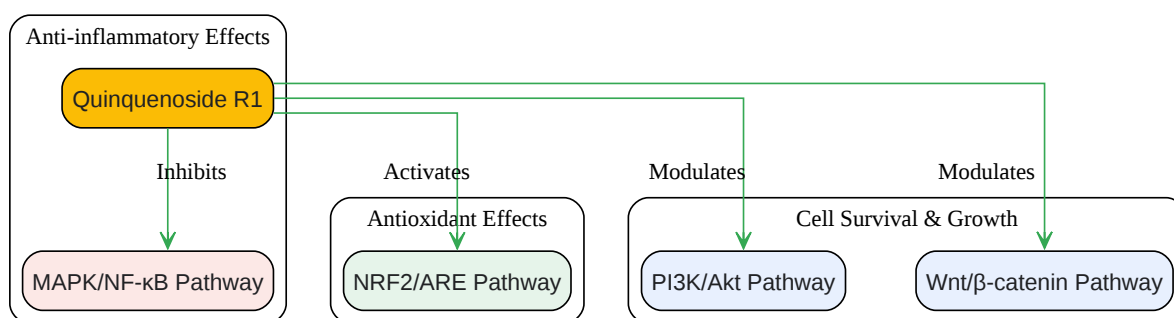 Anti-inflammatory Effects
Quinquenoside R1
Inhibits
Activates
Modulates
Modulates
Antioxidant Effects
Cell Survival & Growth
MAPK/NF-κB Pathway
NRF2/ARE Pathway
PI3K/Akt Pathway
Wnt/β-catenin Pathway